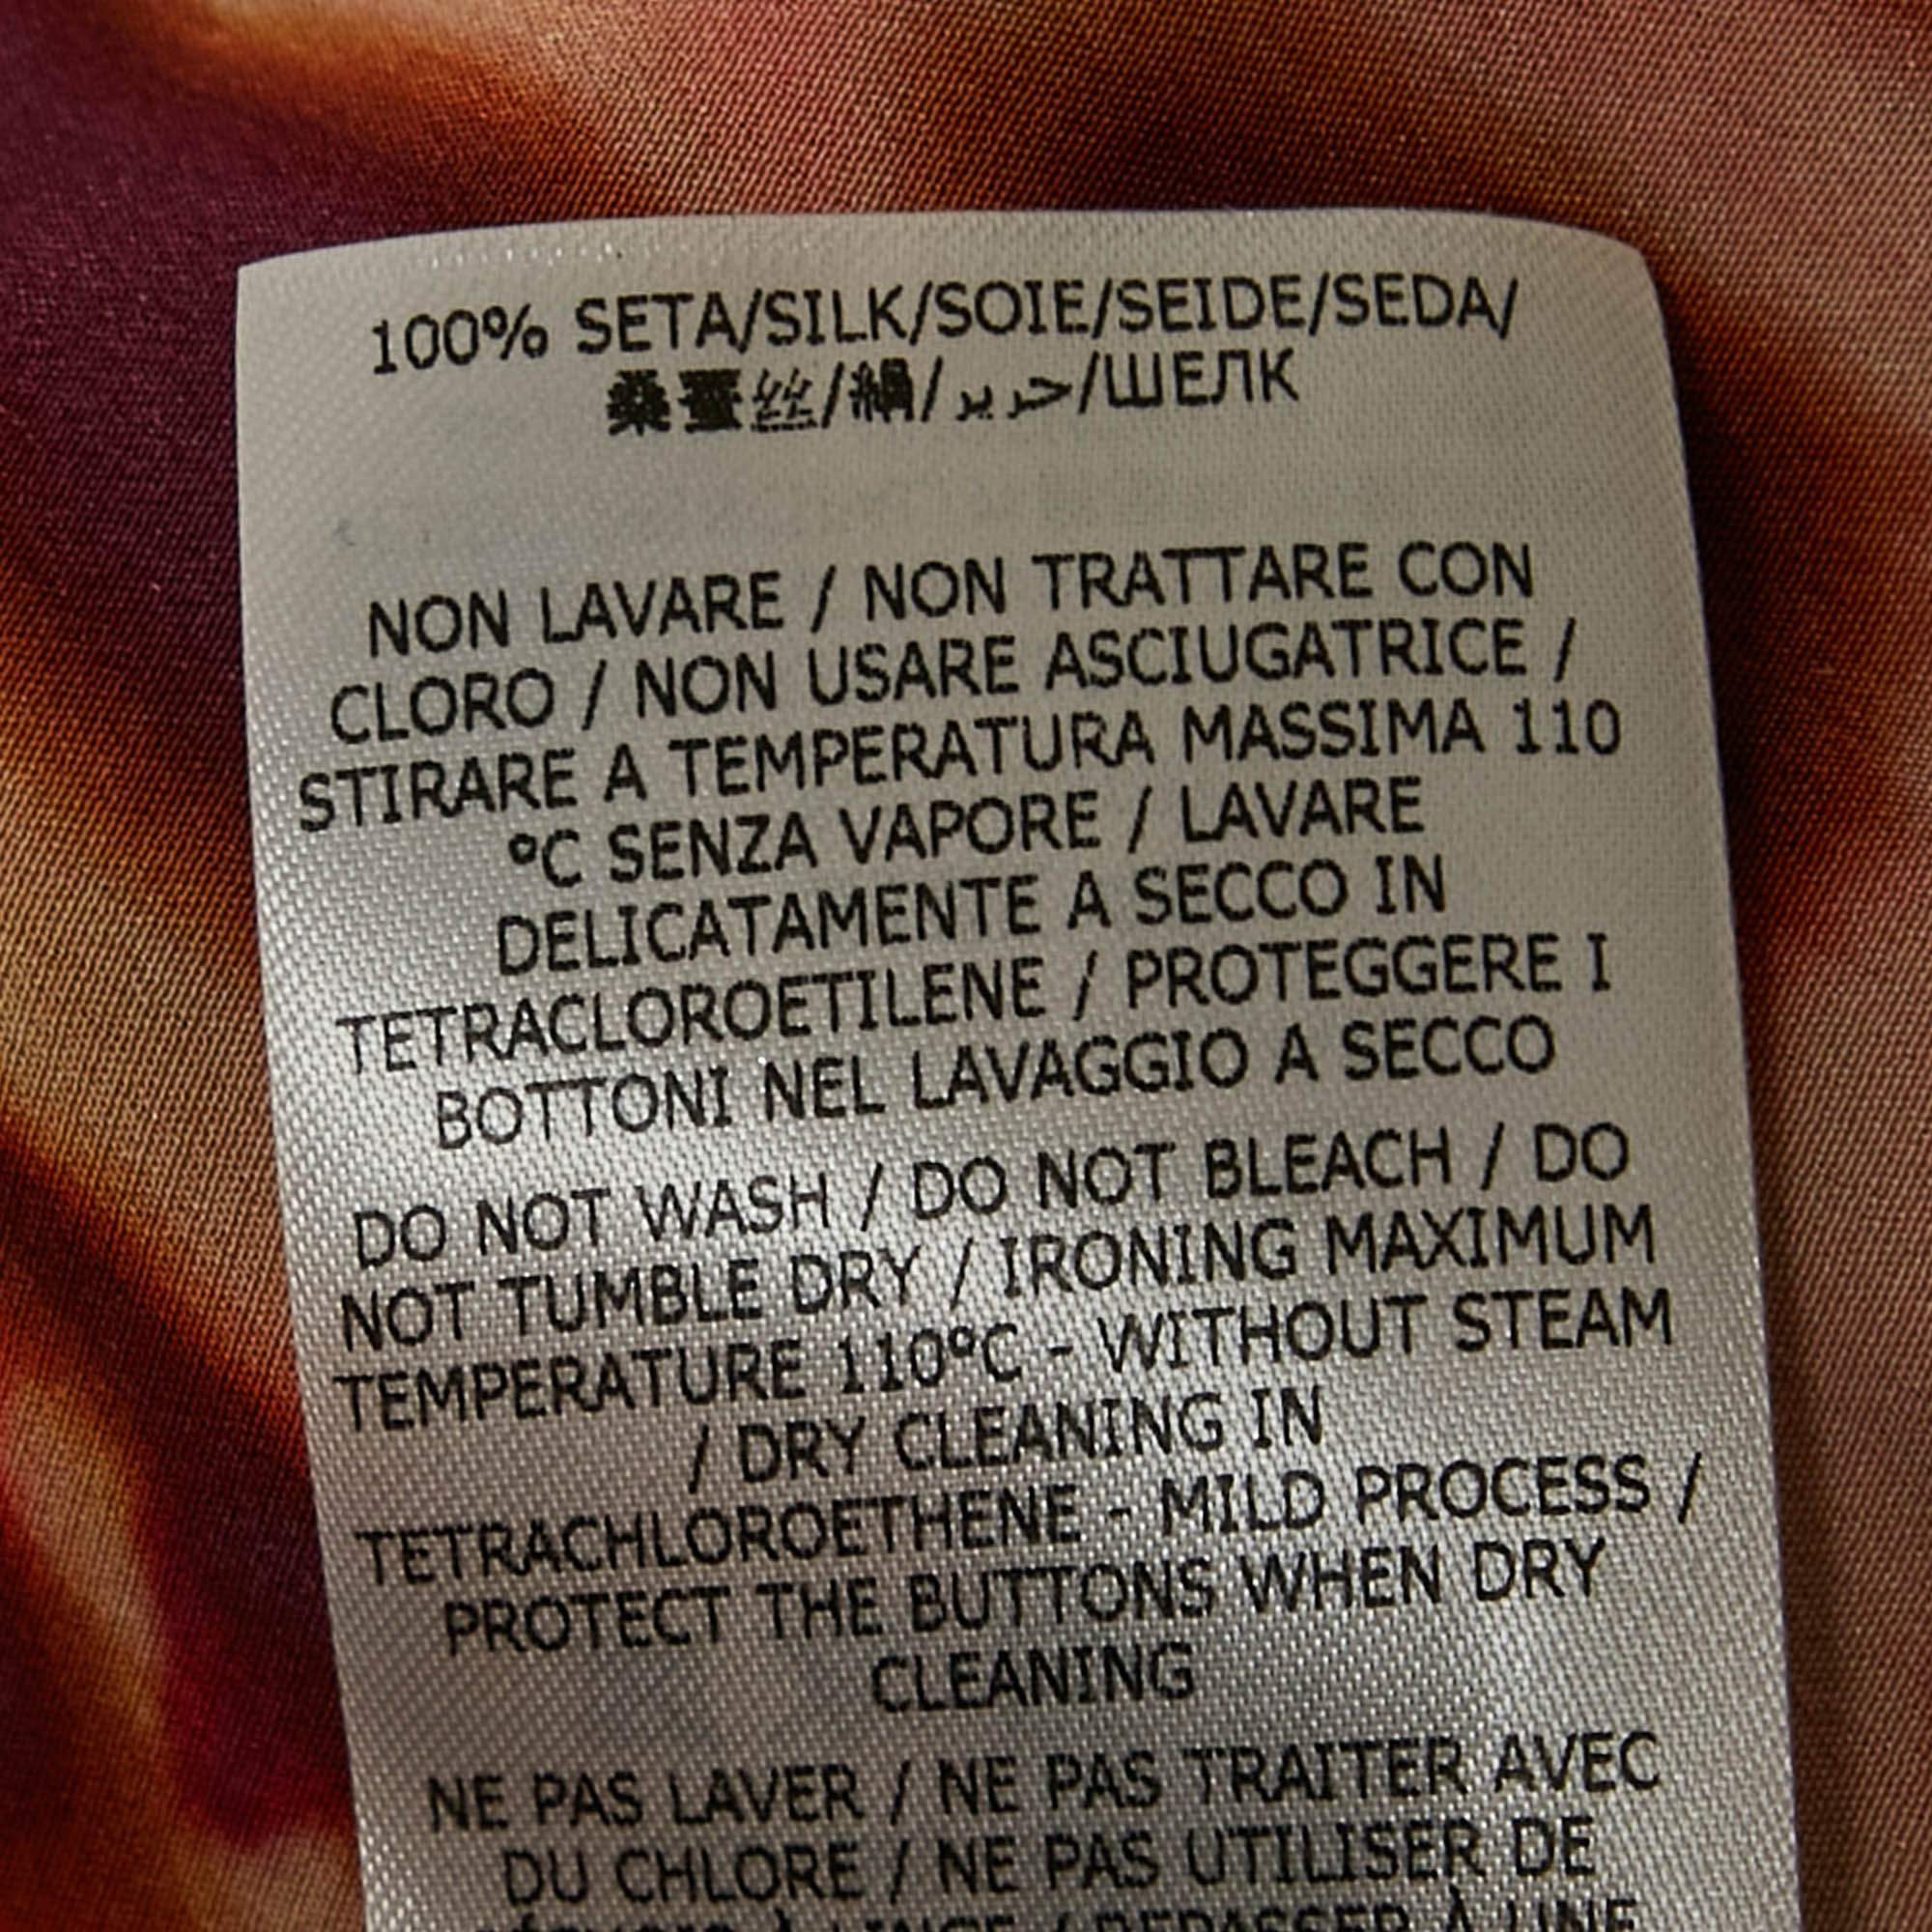 100% SETA/SILK/SOIE/SEIDE/SEDA/
桑蚕丝/絹/حرير/ШЕЛК
NON LAVARE / NON TRATTARE CON
CLORO / NON USARE ASCIUGATRICE /
STIRARE A TEMPERATURA MASSIMA 110
°C SENZA VAPORE / LAVARE
DELICATAMENTE A SECCO IN
TETRACLOROETILENE / PROTEGGERE I
BOTTONI NEL LAVAGGIO A SECCO
DO NOT WASH / DO NOT BLEACH / DO
NOT TUMBLE DRY / IRONING MAXIMUM
TEMPERATURE 110°C - WITHOUT STEAM
/ DRY CLEANING IN
TETRACHLOROETHENE - MILD PROCESS /
PROTECT THE BUTTONS WHEN DRY
CLEANING
NE PAS LAVER / NE PAS TRAITER AVEC
DU CHLORE / NE PAS UTILISER DE
À LINGE / REPASSER À UNE